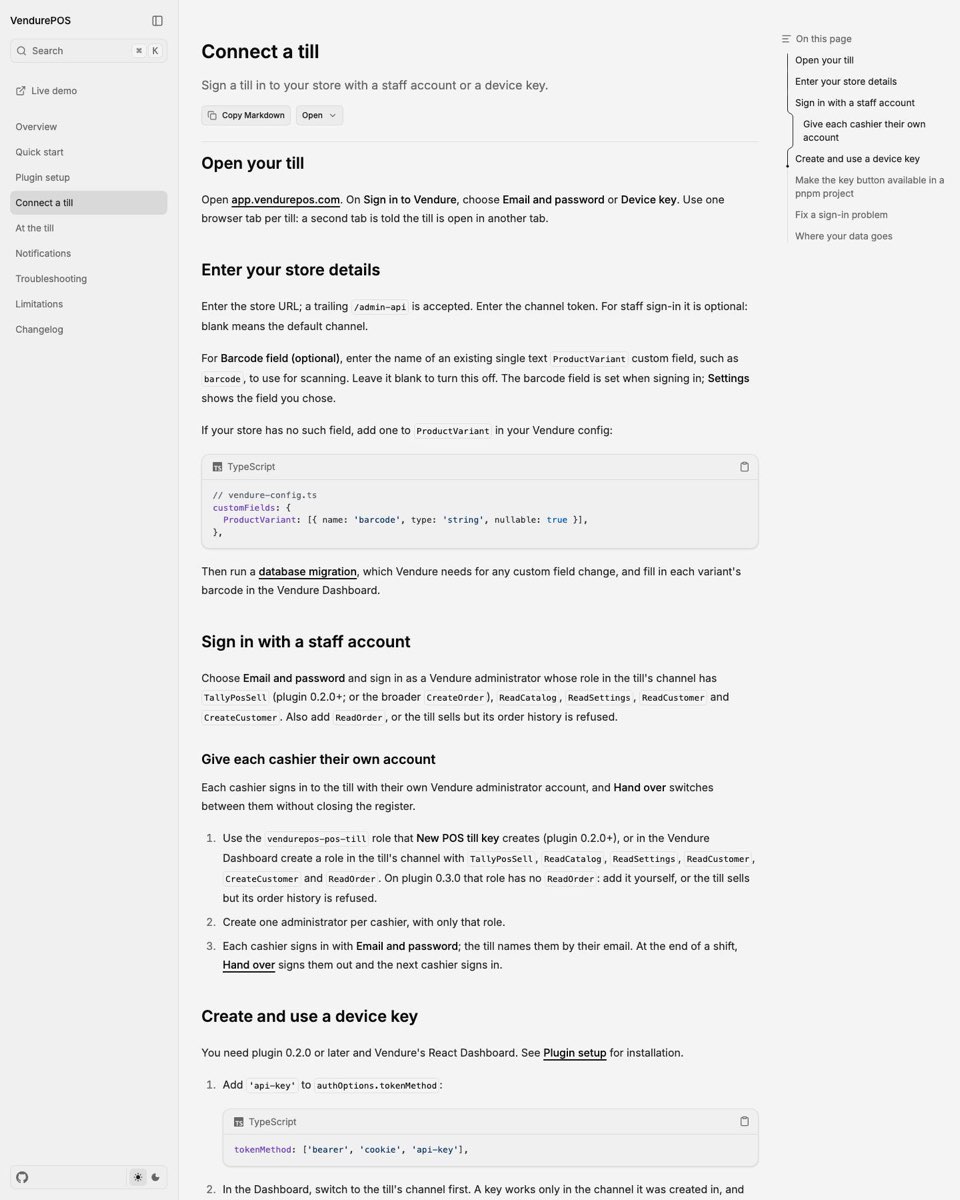 VendurePOS
Search ⌘ K
Live demo
Overview
Quick start
Plugin setup
Connect a till
At the till
Notifications
Troubleshooting
Limitations
Changelog
Connect a till
Sign a till in to your store with a staff account or a device key.
Copy Markdown
Open
Open your till
Open app.vendurepos.com. On Sign in to Vendure, choose Email and password or Device key. Use one
browser tab per till: a second tab is told the till is open in another tab.
Enter your store details
Enter the store URL; a trailing /admin-api is accepted. Enter the channel token. For staff sign-in it is optional:
blank means the default channel.
For Barcode field (optional), enter the name of an existing single text ProductVariant custom field, such as
barcode, to use for scanning. Leave it blank to turn this off. The barcode field is set when signing in; Settings
shows the field you chose.
If your store has no such field, add one to ProductVariant in your Vendure config:
TypeScript
// vendure-config.ts
customFields: {
  ProductVariant: [{ name: 'barcode', type: 'string', nullable: true }],
},
Then run a database migration, which Vendure needs for any custom field change, and fill in each variant's
barcode in the Vendure Dashboard.
Sign in with a staff account
Choose Email and password and sign in as a Vendure administrator whose role in the till's channel has
TallyPosSell (plugin 0.2.0+; or the broader CreateOrder), ReadCatalog, ReadSettings, ReadCustomer and
CreateCustomer. Also add ReadOrder, or the till sells but its order history is refused.
Give each cashier their own account
Each cashier signs in to the till with their own Vendure administrator account, and Hand over switches
between them without closing the register.
1. Use the vendurepos-pos-till role that New POS till key creates (plugin 0.2.0+), or in the Vendure
Dashboard create a role in the till's channel with TallyPosSell, ReadCatalog, ReadSettings, ReadCustomer,
CreateCustomer and ReadOrder. On plugin 0.3.0 that role has no ReadOrder: add it yourself, or the till sells
but its order history is refused.
2. Create one administrator per cashier, with only that role.
3. Each cashier signs in with Email and password; the till names them by their email. At the end of a shift,
Hand over signs them out and the next cashier signs in.
Create and use a device key
You need plugin 0.2.0 or later and Vendure's React Dashboard. See Plugin setup for installation.
1. Add 'api-key' to authOptions.tokenMethod:
TypeScript
tokenMethod: ['bearer', 'cookie', 'api-key'],
2. In the Dashboard, switch to the till's channel first. A key works only in the channel it was created in, and
On this page
Open your till
Enter your store details
Sign in with a staff account
Give each cashier their own
account
Create and use a device key
Make the key button available in a
pnpm project
Fix a sign-in problem
Where your data goes